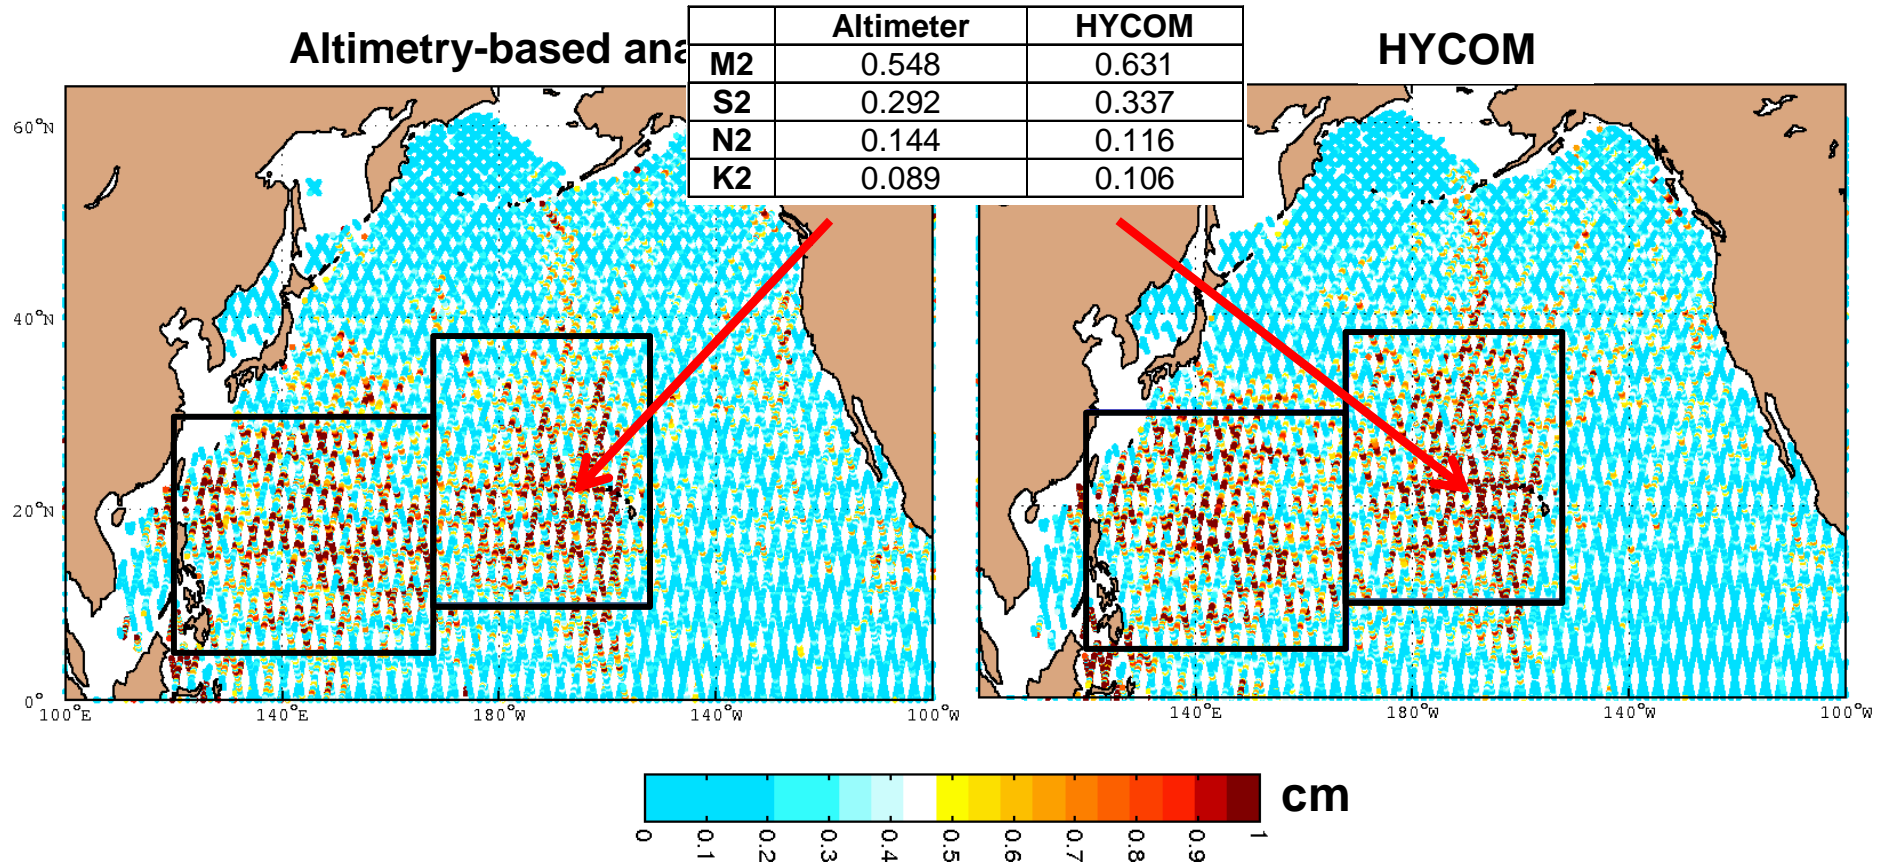 Altimetry-based ana
HYCOM
Altimeter HYCOM
M2 0.548 0.631
S2 0.292 0.337
N2 0.144 0.116
K2 0.089 0.106
60°N
40°N
20°N
0°
100°E 140°E 180°W 140°W 100°W
140°E 180°W 140°W 100°W
cm
0 0.1 0.2 0.3 0.4 0.5 0.6 0.7 0.8 0.9 1